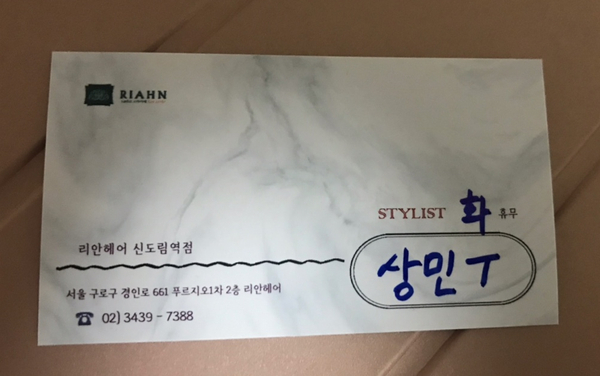 RIAHN
STYLIST 화 휴무
리안헤어 신도림역점
상민 T
서울 구로구 경인로 661 푸르지오1차 2층 리안헤어
☎ 02) 3439 - 7388